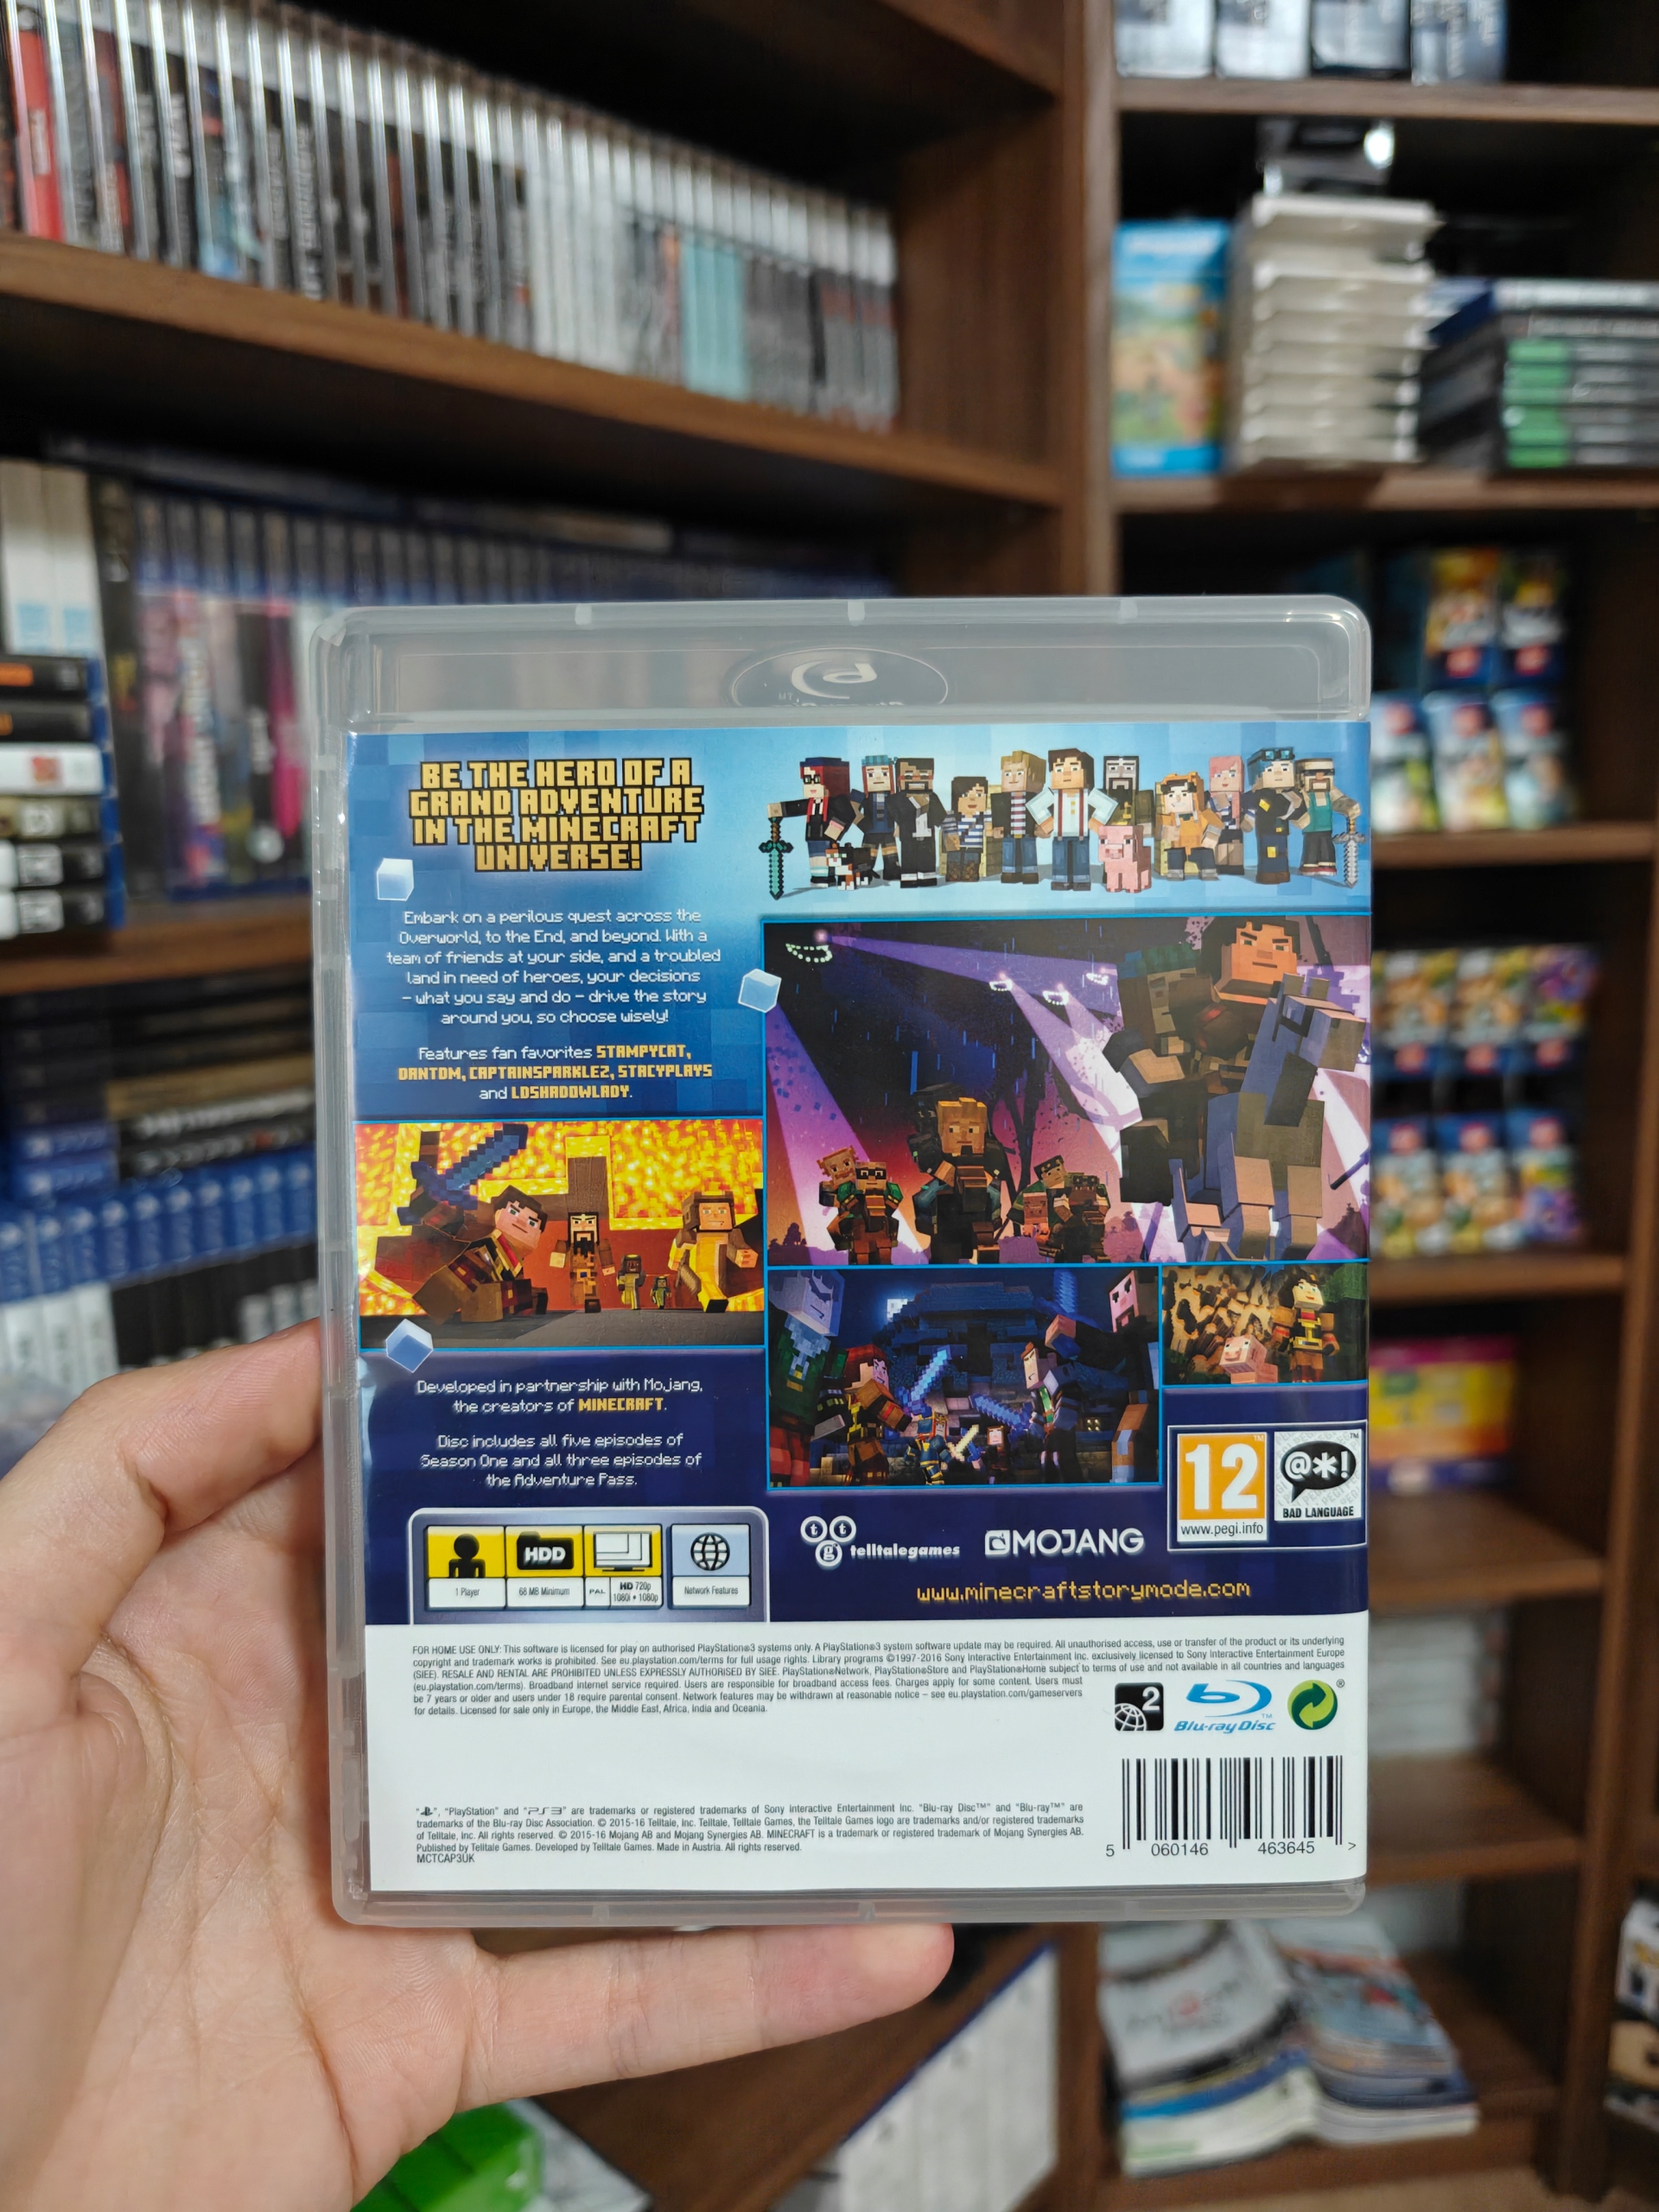 BE THE HERO OF A
GRAND ADVENTURE
IN THE MINECRAFT
UNIVERSE!
Embark on a perilous quest across the
Overworld, to the End, and beyond. With a
team of friends at your side, and a troubled
land in need of heroes, your decisions
– what you say and do – drive the story
around you, so choose wisely!
Features fan favorites STAMPYCAT,
DANTDM, CAPTAINSPARKLEZ, STACYPLAYS
and LDSHADOWLADY.
Developed in partnership with Mojang,
the creators of MINECRAFT.
Disc includes all five episodes of
Season One and all three episodes of
the Adventure Pass.
12
www.pegi.info
@*!
BAD LANGUAGE
HDD
1 Player
68 MB Minimum
PAL
HD 720p
1080i • 1080p
Network Features
ttg telltalegames
MOJANG
www.minecraftstorymode.com
FOR HOME USE ONLY: This software is licensed for play on authorised PlayStation®3 systems only. A PlayStation®3 system software update may be required. All unauthorised access, use or transfer of the product or its underlying
copyright and trademark works is prohibited. See eu.playstation.com/terms for full usage rights. Library programs ©1997-2016 Sony Interactive Entertainment Inc. exclusively licensed to Sony Interactive Entertainment Europe
(SIEE). RESALE AND RENTAL ARE PROHIBITED UNLESS EXPRESSLY AUTHORISED BY SIEE. PlayStation®Network, PlayStation®Store and PlayStation®Home subject to terms of use and not available in all countries and languages
(eu.playstation.com/terms). Broadband internet service required. Users are responsible for broadband access fees. Charges apply for some content. Users must
be 7 years or older and users under 18 require parental consent. Network features may be withdrawn at reasonable notice – see eu.playstation.com/gameservers
for details. Licensed for sale only in Europe, the Middle East, Africa, India and Oceania.
2
Blu-ray Disc™
"PS", "PlayStation" and "PS3" are trademarks or registered trademarks of Sony Interactive Entertainment Inc. "Blu-ray Disc™" and "Blu-ray™" are
trademarks of the Blu-ray Disc Association. © 2015-16 Telltale, Inc. Telltale, Telltale Games, the Telltale Games logo are trademarks and/or registered trademarks
of Telltale, Inc. All rights reserved. © 2015-16 Mojang AB and Mojang Synergies AB. MINECRAFT is a trademark or registered trademark of Mojang Synergies AB.
Published by Telltale Games. Developed by Telltale Games. Made in Austria. All rights reserved.
MCTCAP3UK
5 060146 463645 >